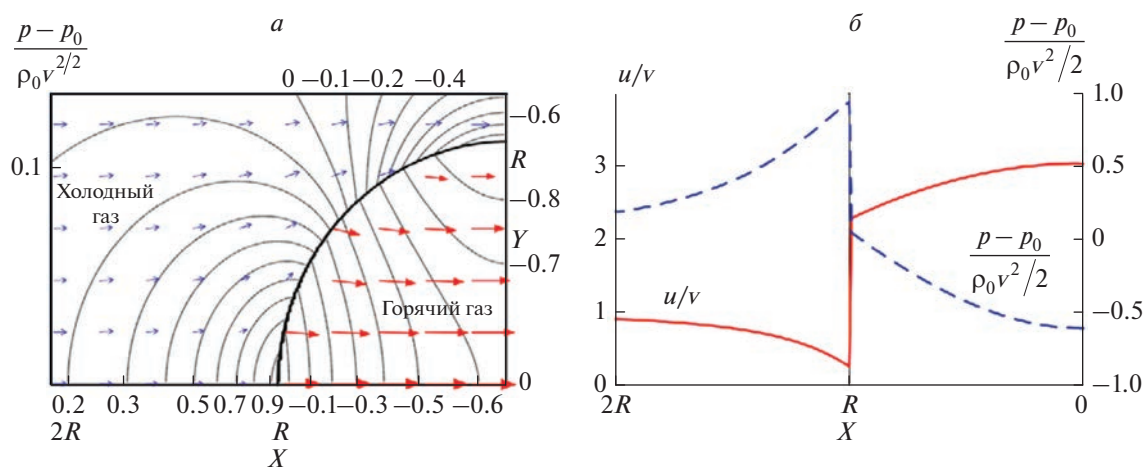 а
p – p₀
ρ₀v^2/2
0 –0.1 –0.2 –0.4
–0.6
0.1
R
Холодный
газ
–0.8
Y
–0.7
Горячий газ
0
0.2 0.3 0.5 0.7 0.9 –0.1 –0.3 –0.5 –0.6
2R R
X
б
p – p₀
ρ₀v²/2
u/v
1.0
3
0.5
2
0
p – p₀
ρ₀v²/2
1
u/v
–0.5
0
–1.0
2R R 0
X